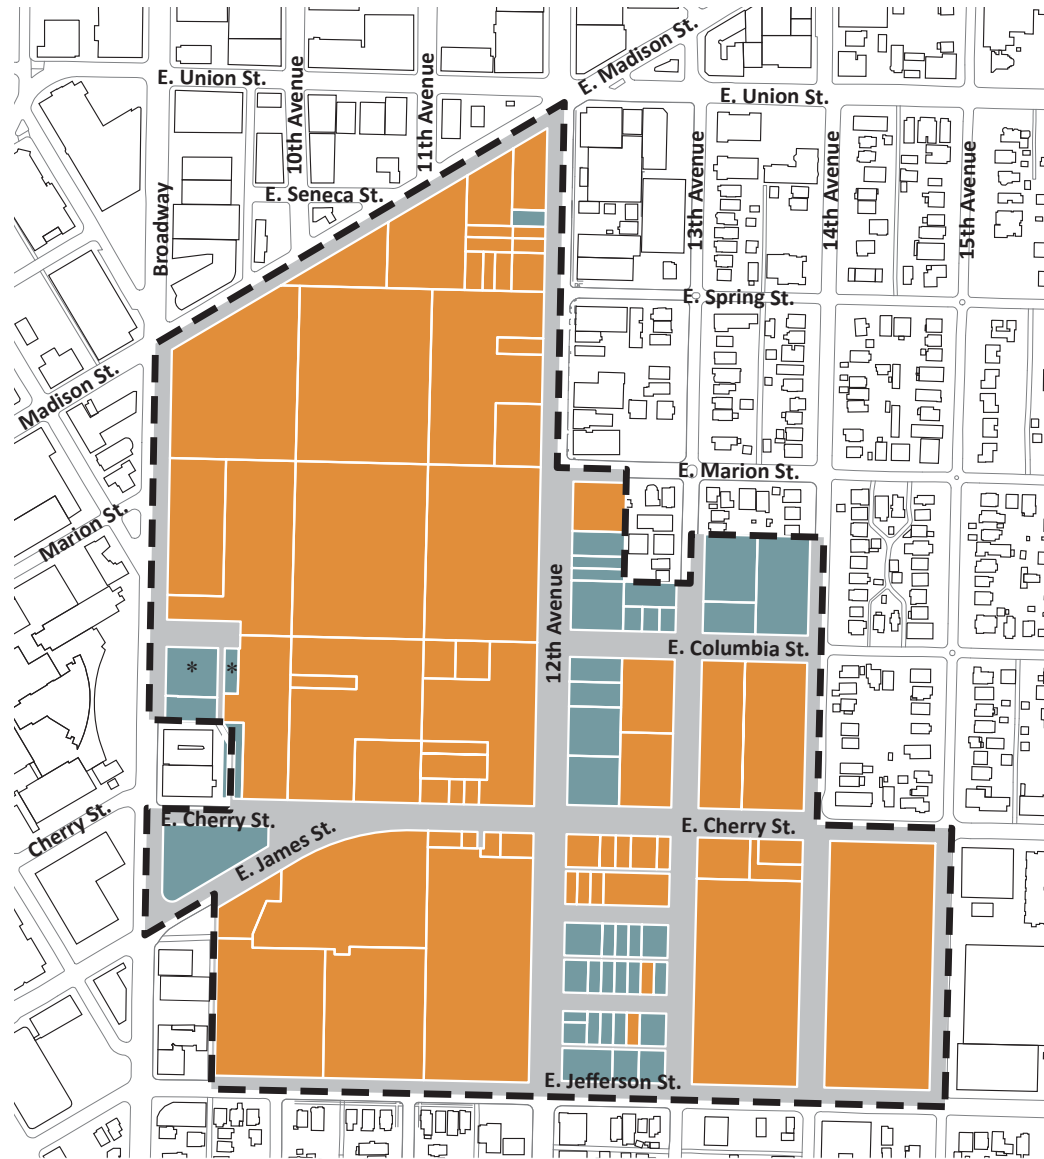 E. Madison St.
E. Union St.
10th Avenue
11th Avenue
E. Union St.
E. Seneca St.
13th Avenue
14th Avenue
15th Avenue
Broadway
E. Spring St.
Madison St.
E. Marion St.
Marion St.
12th Avenue
E. Columbia St.
*
*
E. Cherry St.
E. Cherry St.
Cherry St.
E. James St.
E. Jefferson St.